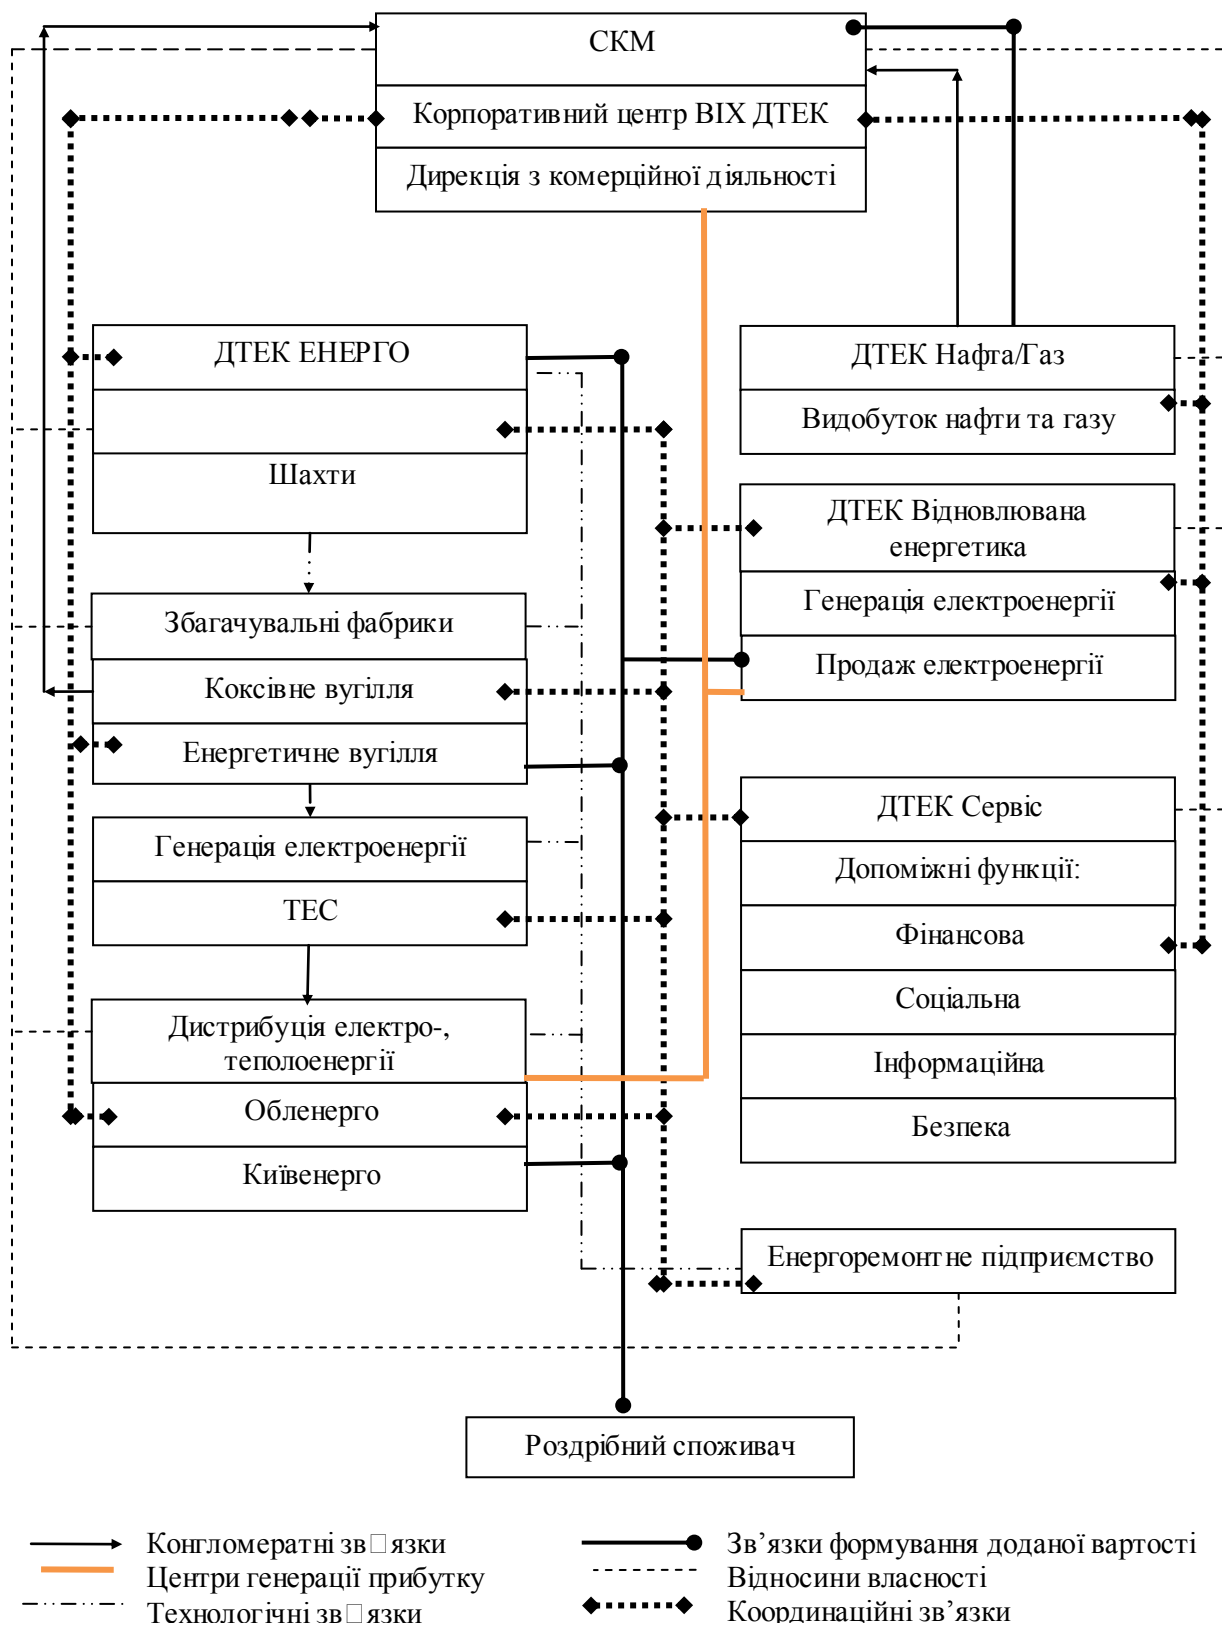 СКМ
Корпоративний центр ВІХ ДТЕК
Дирекція з комерційної діяльності
ДТЕК ЕНЕРГО
Шахти
Збагачувальні фабрики
Коксівне вугілля
Енергетичне вугілля
Генерація електроенергії
ТЕС
Дистрибуція електро-,
теполоенергії
Обленерго
Київенерго
ДТЕК Нафта/Газ
Видобуток нафти та газу
ДТЕК Відновлювана
енергетика
Генерація електроенергії
Продаж електроенергії
ДТЕК Сервіс
Допоміжні функції:
Фінансова
Соціальна
Інформаційна
Безпека
Енергоремонтне підприємство
Роздрібний споживач
Конгломератні зв□язки
Центри генерації прибутку
Технологічні зв□язки
Зв’язки формування доданої вартості
Відносини власності
Координаційні зв’язки